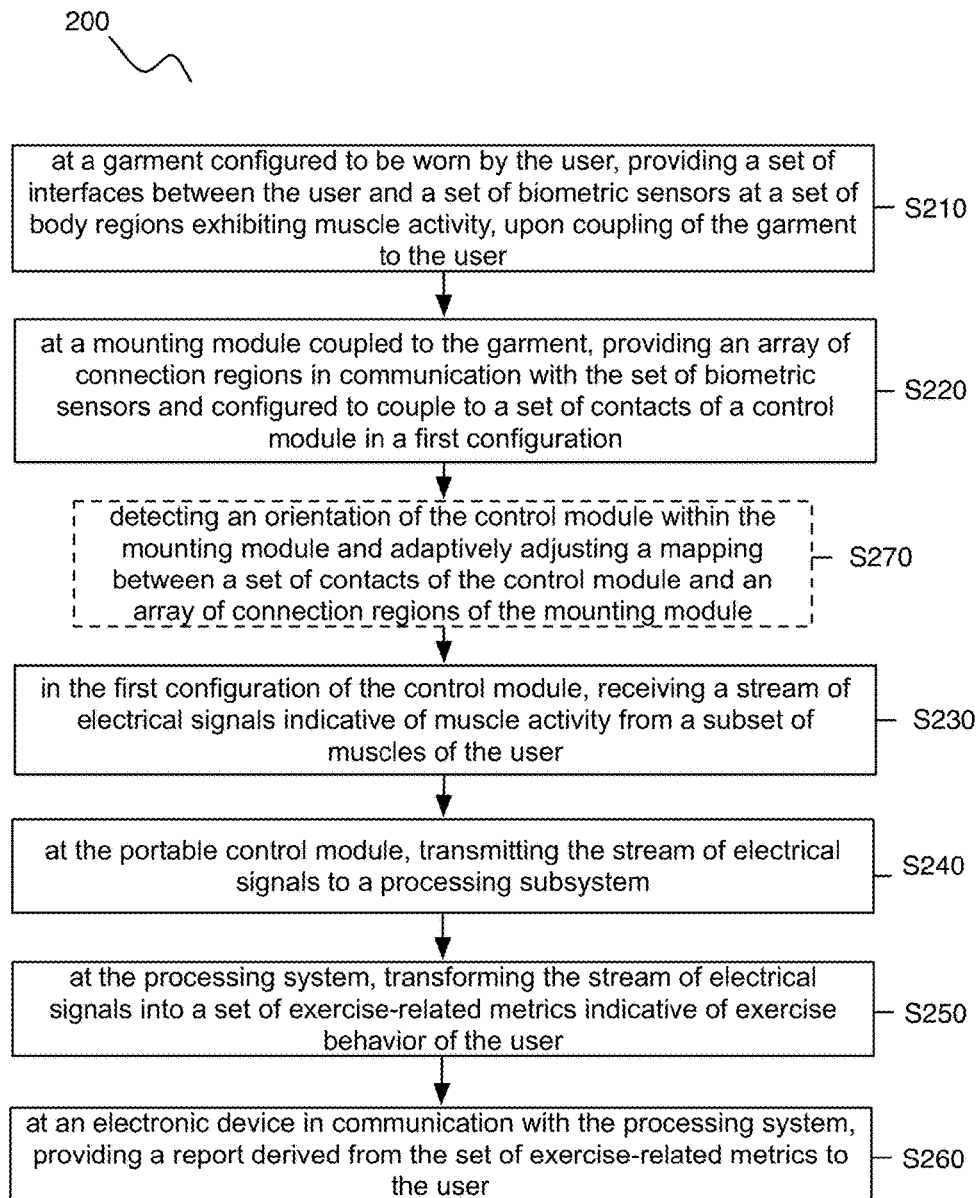 200
at a garment configured to be worn by the user, providing a set of
interfaces between the user and a set of biometric sensors at a set of
body regions exhibiting muscle activity, upon coupling of the garment
to the user
S210
at a mounting module coupled to the garment, providing an array of
connection regions in communication with the set of biometric
sensors and configured to couple to a set of contacts of a control
module in a first configuration
S220
detecting an orientation of the control module within the
mounting module and adaptively adjusting a mapping
between a set of contacts of the control module and an
array of connection regions of the mounting module
S270
in the first configuration of the control module, receiving a stream of
electrical signals indicative of muscle activity from a subset of
muscles of the user
S230
at the portable control module, transmitting the stream of electrical
signals to a processing subsystem
S240
at the processing system, transforming the stream of electrical
signals into a set of exercise-related metrics indicative of exercise
behavior of the user
S250
at an electronic device in communication with the processing system,
providing a report derived from the set of exercise-related metrics to
the user
S260